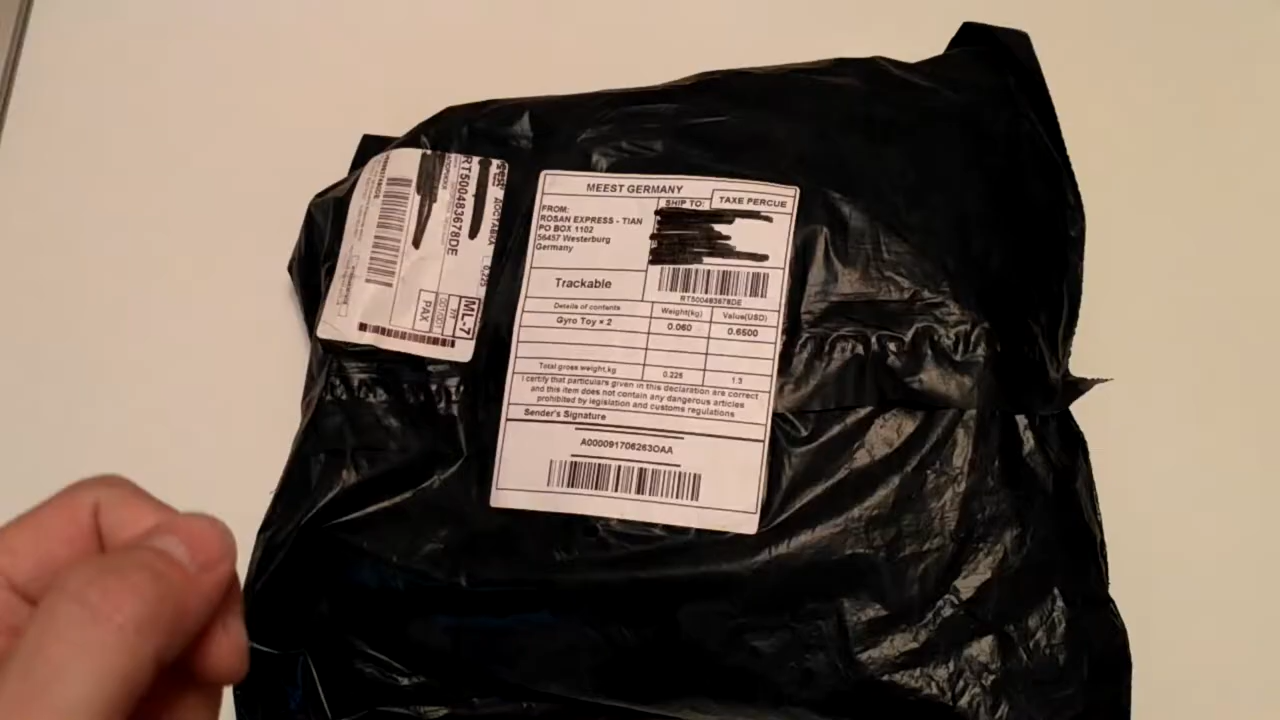 MEEST GERMANY
TAXE PERCUE
SHIP TO:
FROM:
ROSAN EXPRESS - TIAN
PO BOX 1102
56457 Westerburg
Germany
Trackable
RT500483678DE
Details of contents Weight(kg) Value(USD)
Gyro Toy × 2 0.060 0.6500
Total gross weight,kg 0.225 1.3
I certify that particulars given in this declaration are correct
and this item does not contain any dangerous articles
prohibited by legislation and customs regulations
Sender's Signature
A000091706263OAA
ДОСТАВКА
0.225
RT500483678DE
ML-7
PAX